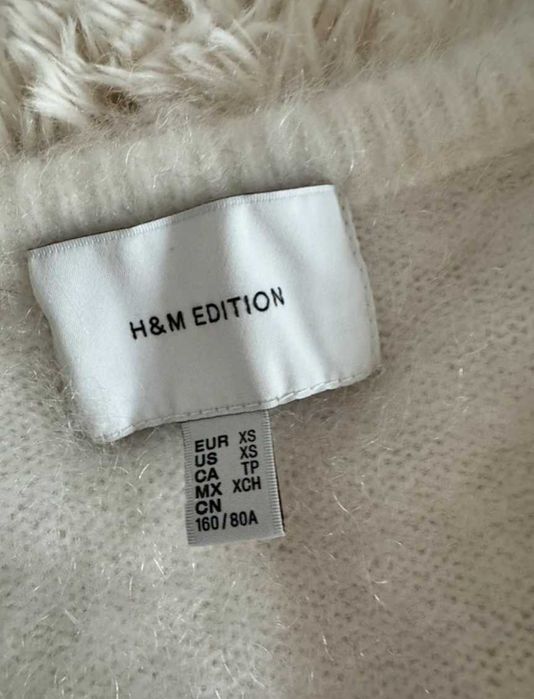 H&M EDITION
EUR XS
US XS
CA TP
MX XCH
CN
160/80A